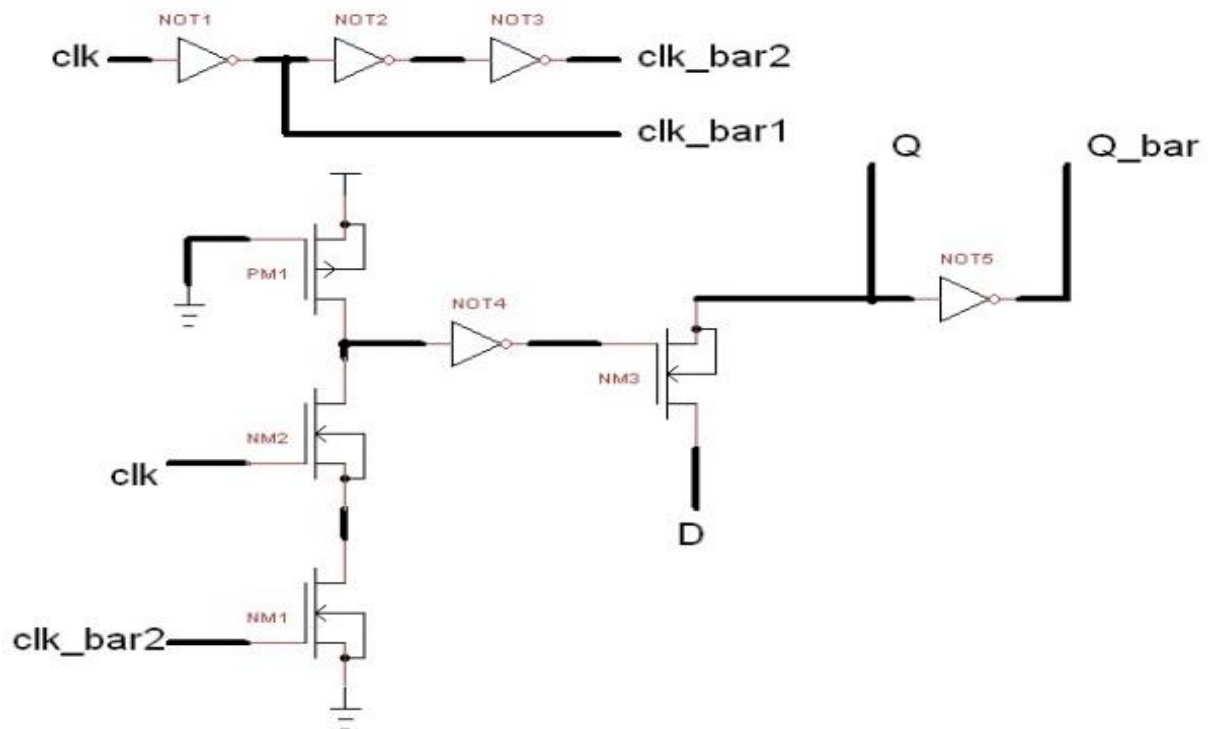 NOT1 NOT2 NOT3
clk clk_bar2
clk_bar1
Q Q_bar
PM1 NOT5
NOT4
NM3
NM2
clk
D
NM1
clk_bar2